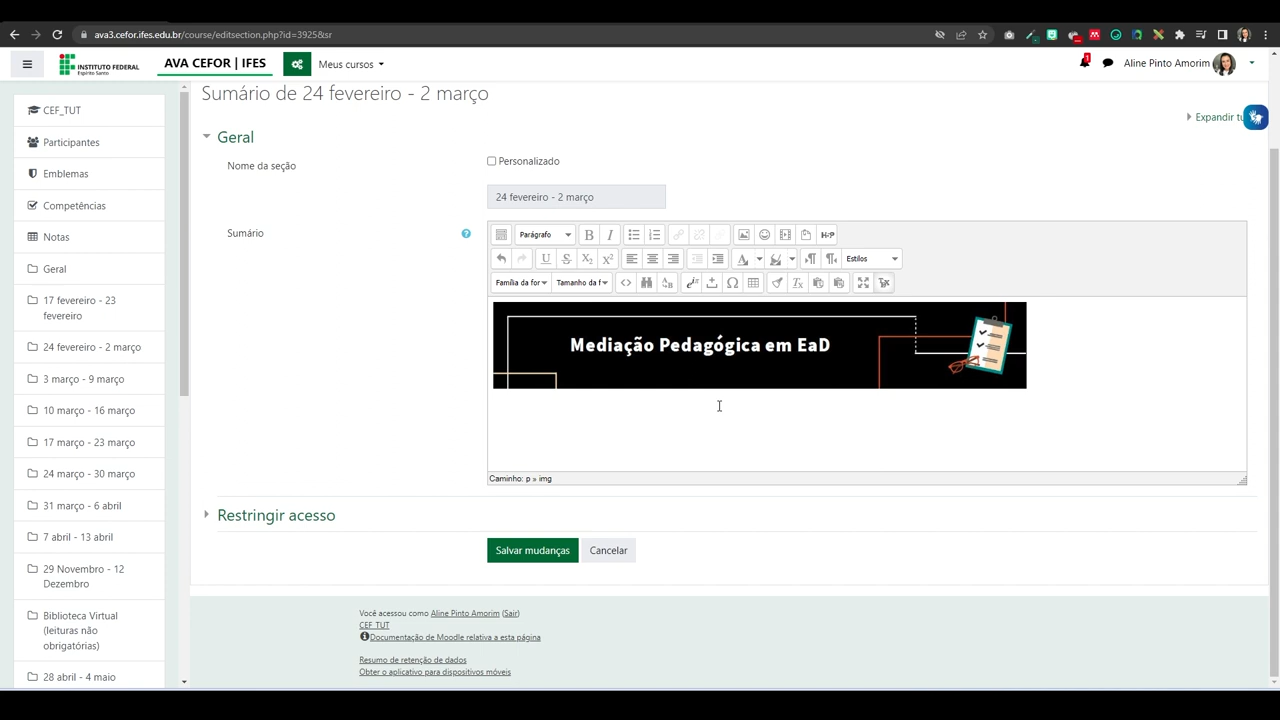 ava3.cefor.ifes.edu.br/course/editsection.php?id=3925&sr
INSTITUTO FEDERAL
Espírito Santo
AVA CEFOR | IFES
Meus cursos
Aline Pinto Amorim
CEF_TUT
Participantes
Emblemas
Competências
Notas
Geral
17 fevereiro - 23
fevereiro
24 fevereiro - 2 março
3 março - 9 março
10 março - 16 março
17 março - 23 março
24 março - 30 março
31 março - 6 abril
7 abril - 13 abril
29 Novembro - 12
Dezembro
Biblioteca Virtual
(leituras não
obrigatórias)
28 abril - 4 maio
Sumário de 24 fevereiro - 2 março
Expandir tu
Geral
Nome da seção
Personalizado
24 fevereiro - 2 março
Sumário
Parágrafo
B I
H5P
U S X2 X2
Estilos
Família da for
Tamanho da f
Mediação Pedagógica em EaD
Caminho: p » img
Restringir acesso
Salvar mudanças
Cancelar
Você acessou como Aline Pinto Amorim (Sair)
CEF_TUT
Documentação de Moodle relativa a esta página
Resumo de retenção de dados
Obter o aplicativo para dispositivos móveis